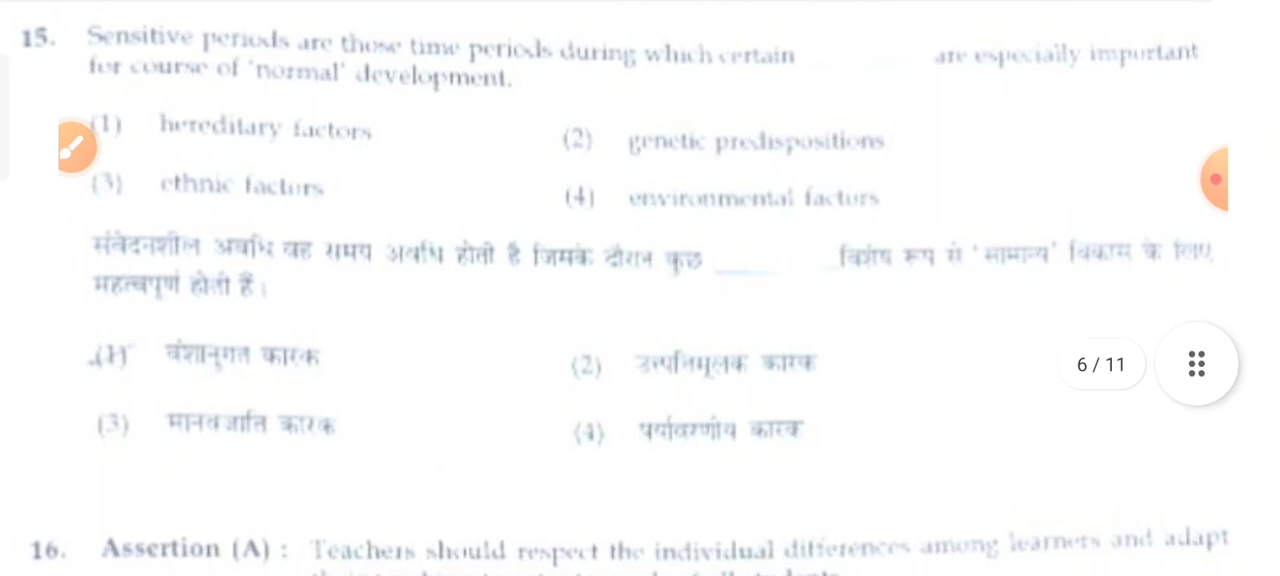 15. Sensitive periods are those time periods during which certain ______ are especially important
for course of 'normal' development.
(1) hereditary factors
(2) genetic predispositions
(3) ethnic factors
(4) environmental factors
संवेदनशील अवधि वह समय अवधि होती है जिसके दौरान कुछ ______ विशेष रूप से 'सामान्य' विकास के लिए
महत्वपूर्ण होती हैं।
(1) वंशानुगत कारक
(2) उत्पत्तिमूलक कारक
(3) मानवजाति कारक
(4) पर्यावरणीय कारक
6 / 11
16. Assertion (A) : Teachers should respect the individual differences among learners and adapt